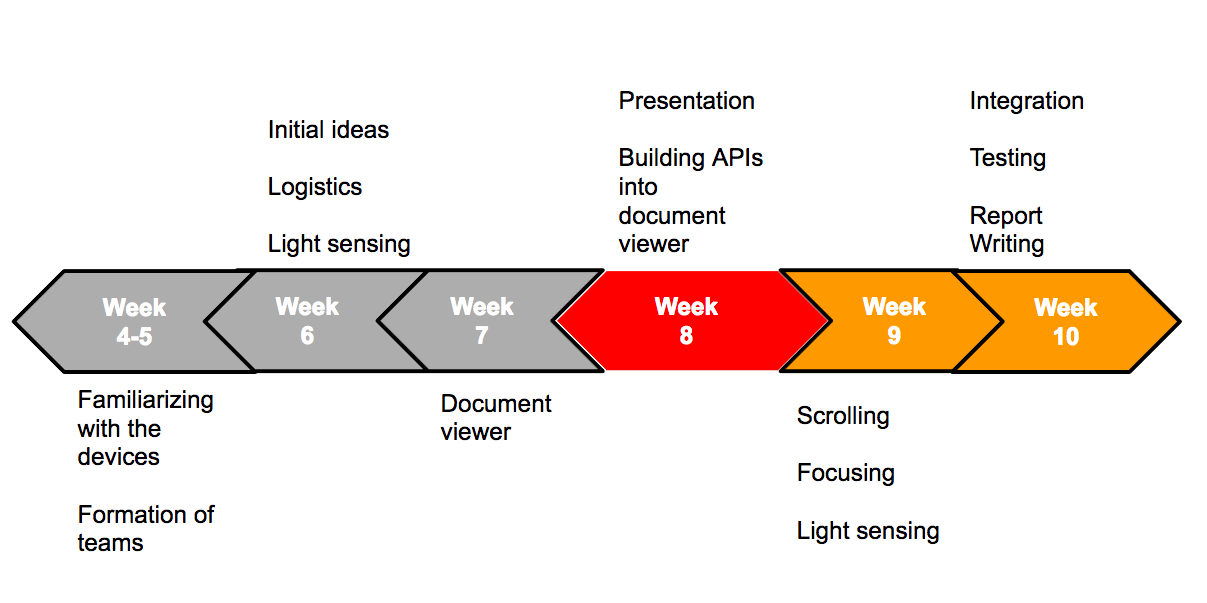 Presentation
Building APIs
into
document
viewer
Integration
Testing
Report
Writing
Initial ideas
Logistics
Light sensing
Week
4-5
Week
6
Week
7
Week
8
Week
9
Week
10
Familiarizing
with the
devices
Formation of
teams
Document
viewer
Scrolling
Focusing
Light sensing